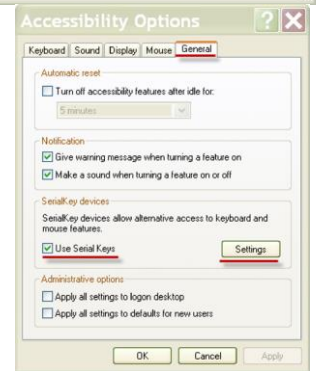 Accessibility Options
Keyboard Sound Display Mouse General
Automatic reset
Turn off accessibility features after idle for:
5 minutes
Notification
Give warning message when turning a feature on
Make a sound when turning a feature on or off
SerialKey devices
SerialKey devices allow alternative access to keyboard and
mouse features.
Use Serial Keys Settings
Administrative options
Apply all settings to logon desktop
Apply all settings to defaults for new users
OK Cancel Apply